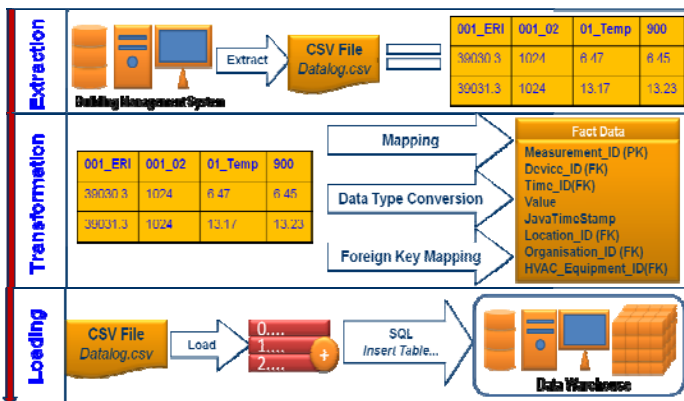 Extraction
Building Management System
Extract
CSV File
Datalog.csv
001_ERI 001_02 01_Temp 900
39030.3 1024 6.47 6.45
39031.3 1024 13.17 13.23
Transformation
001_ERI 001_02 01_Temp 900
39030.3 1024 6.47 6.45
39031.3 1024 13.17 13.23
Mapping
Data Type Conversion
Foreign Key Mapping
Fact Data
Measurement_ID (PK)
Device_ID (FK)
Time_ID(FK)
Value
JavaTimeStamp
Location_ID (FK)
Organisation_ID (FK)
HVAC_Equipment_ID(FK)
Loading
CSV File
Datalog.csv
Load
0....
1....
2....
+
SQL
Insert Table...
Data Warehouse